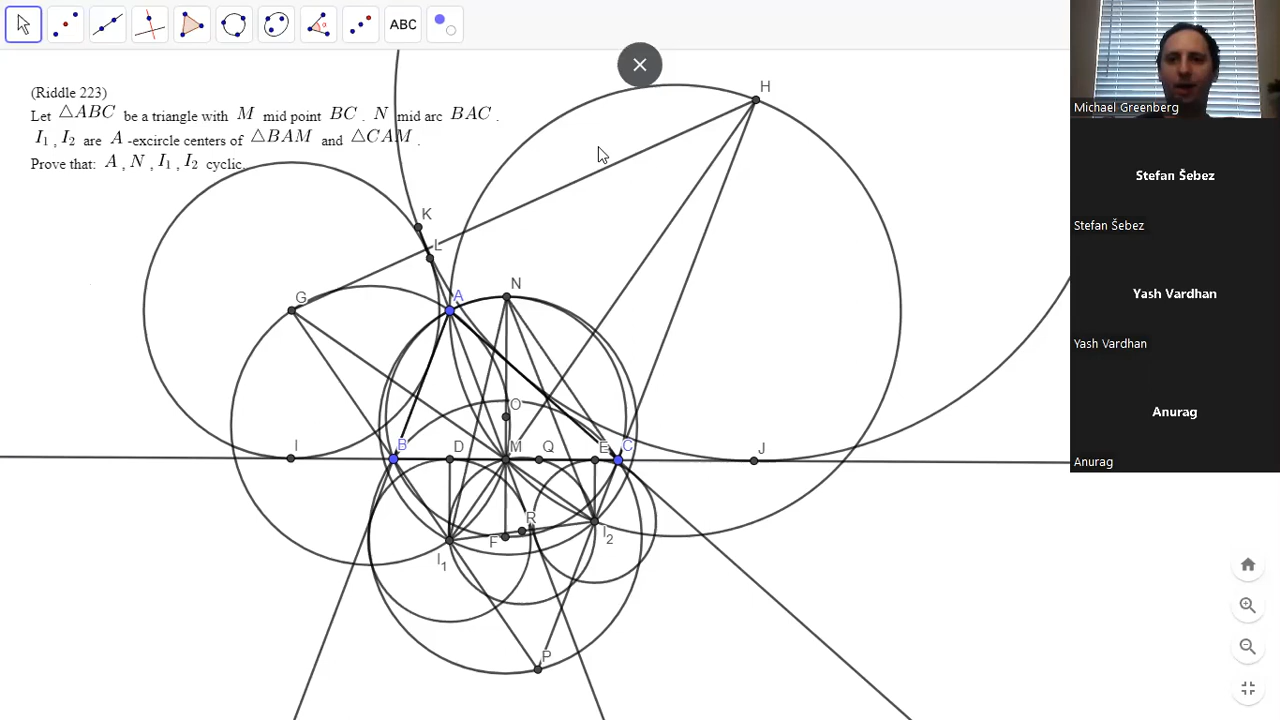 ABC
Michael Greenberg
(Riddle 223)
Let △ABC be a triangle with M mid point BC . N mid arc BAC .
I₁ , I₂ are A -excircle centers of △BAM and △CAM .
Prove that: A , N , I₁ , I₂ cyclic.
Stefan Šebez
Stefan Šebez
Yash Vardhan
Yash Vardhan
Anurag
Anurag
H
K
L
G
A
N
O
I
B
D
M
Q
E
C
J
R
F
I₁
I₂
P